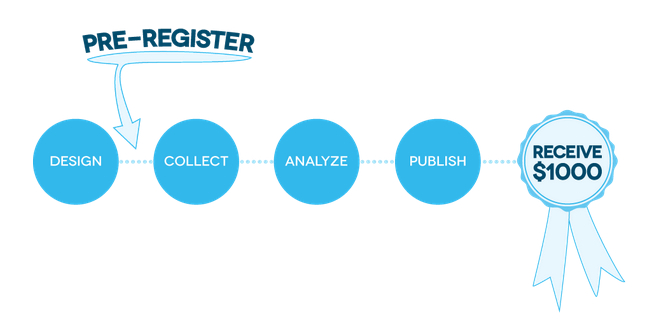 PRE-REGISTER
DESIGN
COLLECT
ANALYZE
PUBLISH
RECEIVE
$1000